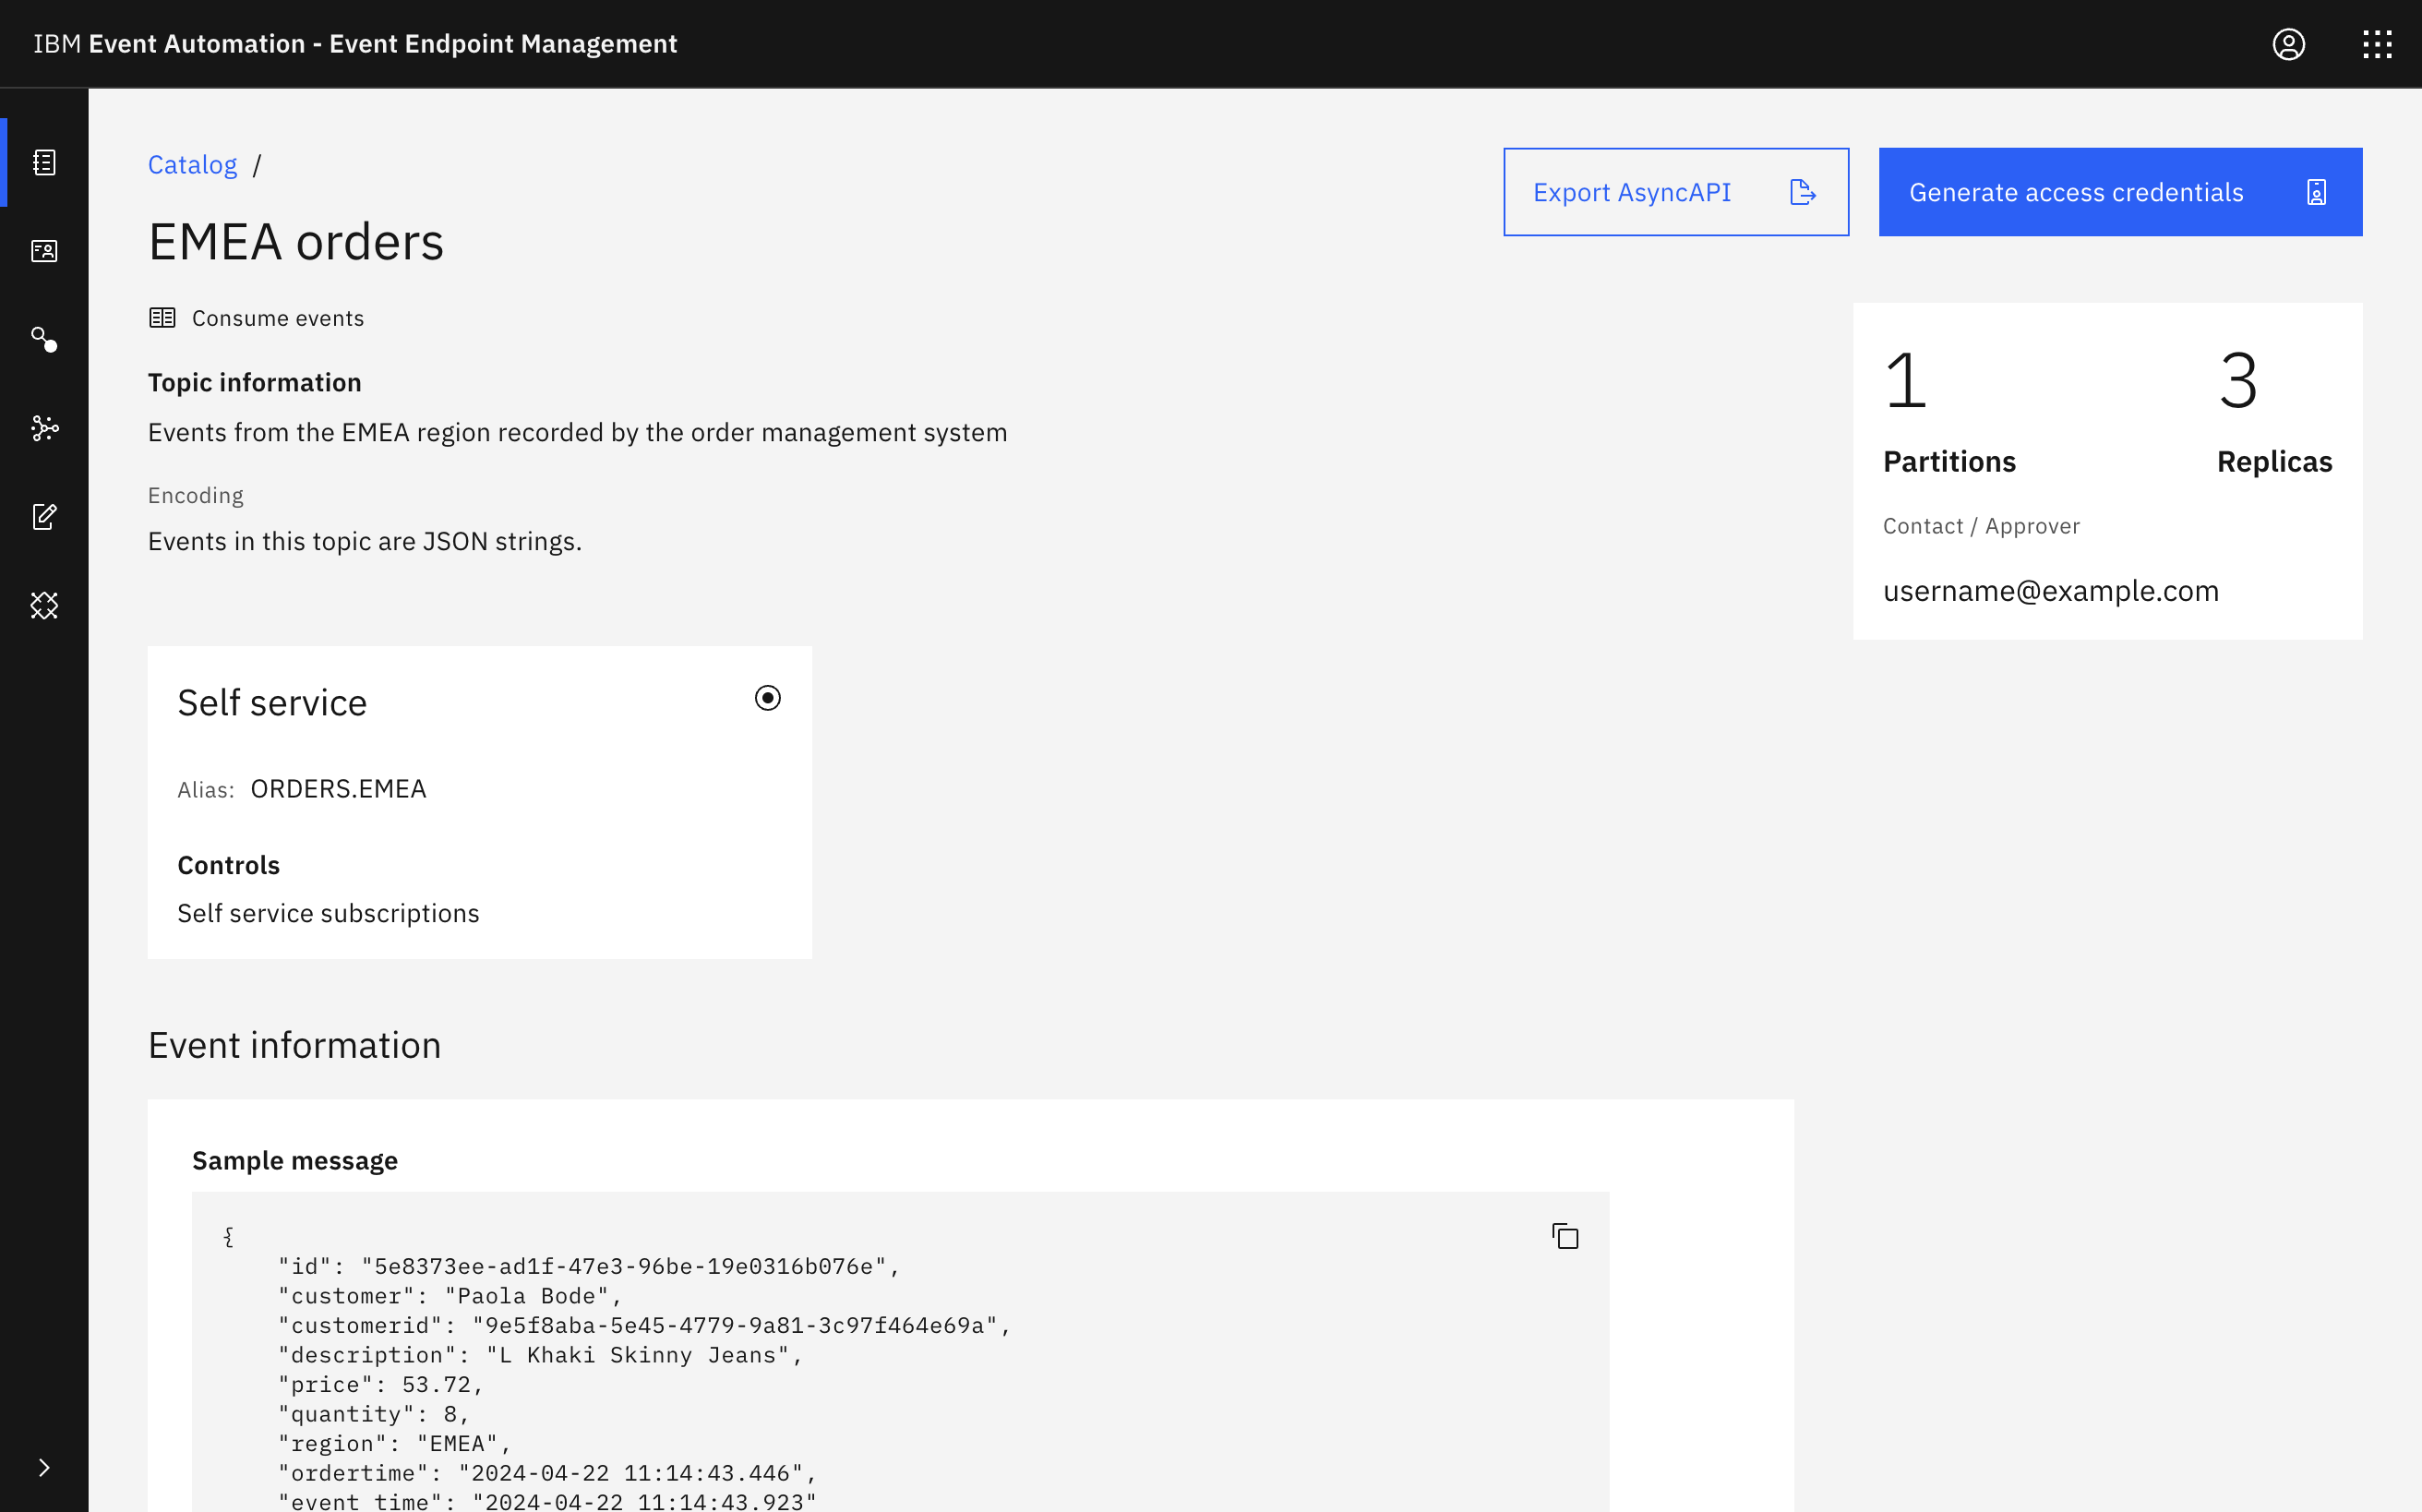 IBM Event Automation - Event Endpoint Management
Catalog /
Export AsyncAPI
Generate access credentials
EMEA orders
Consume events
Topic information
Events from the EMEA region recorded by the order management system
Encoding
Events in this topic are JSON strings.
1
3
Partitions
Replicas
Contact / Approver
username@example.com
Self service
Alias: ORDERS.EMEA
Controls
Self service subscriptions
Event information
Sample message
{
"id": "5e8373ee-ad1f-47e3-96be-19e0316b076e",
"customer": "Paola Bode",
"customerid": "9e5f8aba-5e45-4779-9a81-3c97f464e69a",
"description": "L Khaki Skinny Jeans",
"price": 53.72,
"quantity": 8,
"region": "EMEA",
"ordertime": "2024-04-22 11:14:43.446",
"event_time": "2024-04-22 11:14:43.923"